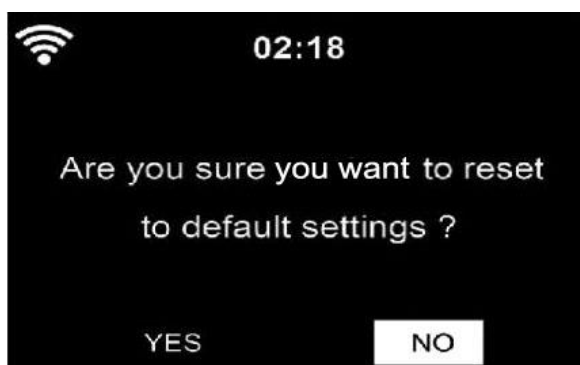 02:18
Are you sure you want to reset
to default settings ?
YES NO